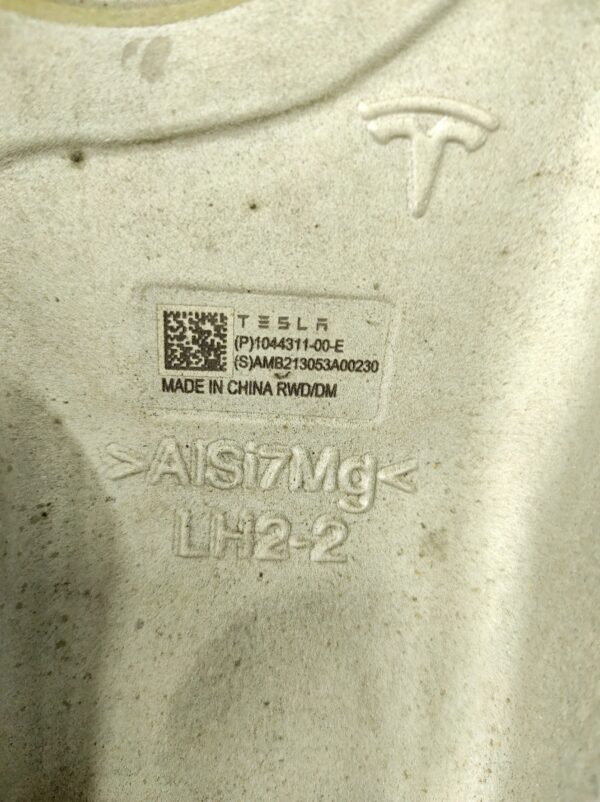 TESLA
(P)1044311-00-E
(S)AMB213053A00230
MADE IN CHINA RWD/DM
>AlSi7Mg<
LH2-2